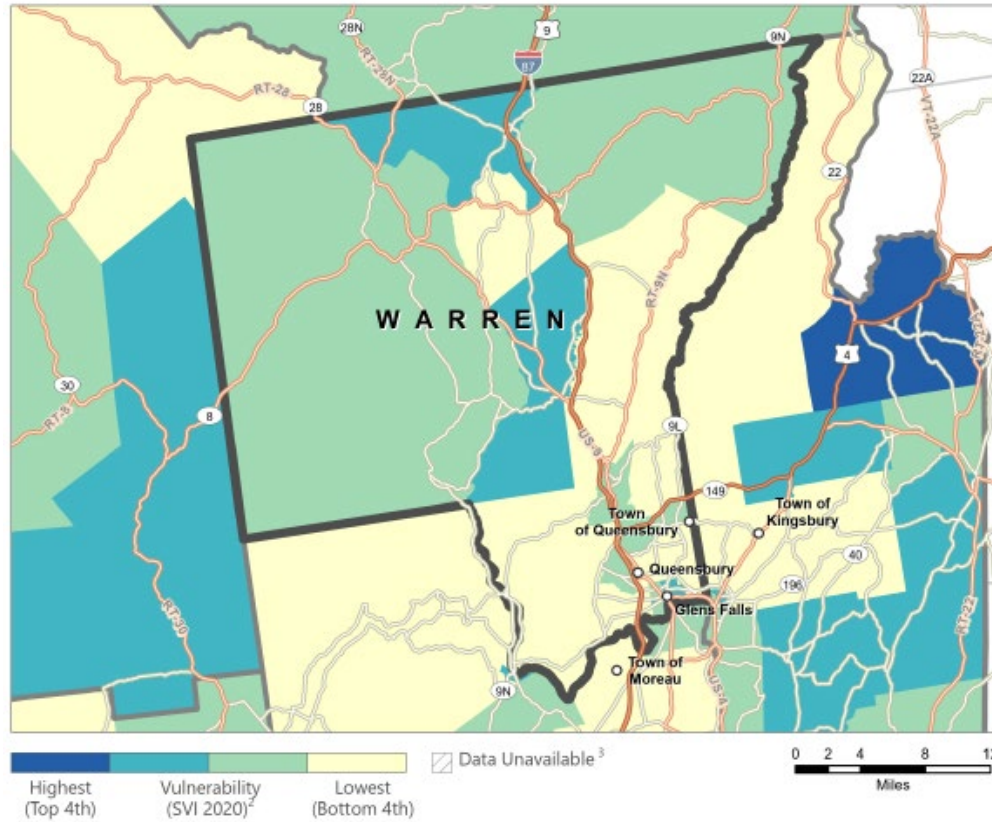 28N
9
9N
87
RT-28N
22A
RT-28
28
VT-22A
22
RT-9N
WARREN
4
30
8
RT-8
US-9
9L
149
Town of Queensbury
Town of Kingsbury
40
Queensbury
196
Glens Falls
RT-30
RT-22
Town of Moreau
9N
US-4
Highest (Top 4th)
Vulnerability (SVI 2020)2
Lowest (Bottom 4th)
Data Unavailable 3
0 2 4 8
Miles